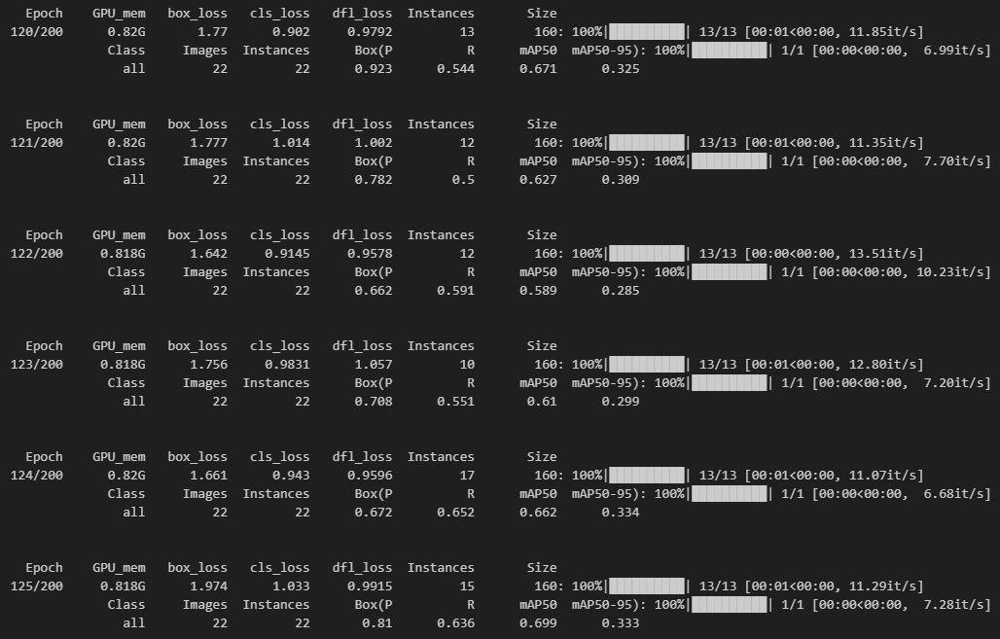 Epoch GPU_mem box_loss cls_loss dfl_loss Instances Size
120/200 0.82G 1.77 0.902 0.9792 13 160: 100%|██████████| 13/13 [00:01<00:00, 11.85it/s]
Class Images Instances Box(P R mAP50 mAP50-95): 100%|██████████| 1/1 [00:00<00:00, 6.99it/s]
all 22 22 0.923 0.544 0.671 0.325
Epoch GPU_mem box_loss cls_loss dfl_loss Instances Size
121/200 0.82G 1.777 1.014 1.002 12 160: 100%|██████████| 13/13 [00:01<00:00, 11.35it/s]
Class Images Instances Box(P R mAP50 mAP50-95): 100%|██████████| 1/1 [00:00<00:00, 7.70it/s]
all 22 22 0.782 0.5 0.627 0.309
Epoch GPU_mem box_loss cls_loss dfl_loss Instances Size
122/200 0.818G 1.642 0.9145 0.9578 12 160: 100%|██████████| 13/13 [00:00<00:00, 13.51it/s]
Class Images Instances Box(P R mAP50 mAP50-95): 100%|██████████| 1/1 [00:00<00:00, 10.23it/s]
all 22 22 0.662 0.591 0.589 0.285
Epoch GPU_mem box_loss cls_loss dfl_loss Instances Size
123/200 0.818G 1.756 0.9831 1.057 10 160: 100%|██████████| 13/13 [00:01<00:00, 12.80it/s]
Class Images Instances Box(P R mAP50 mAP50-95): 100%|██████████| 1/1 [00:00<00:00, 7.20it/s]
all 22 22 0.708 0.551 0.61 0.299
Epoch GPU_mem box_loss cls_loss dfl_loss Instances Size
124/200 0.82G 1.661 0.943 0.9596 17 160: 100%|██████████| 13/13 [00:01<00:00, 11.07it/s]
Class Images Instances Box(P R mAP50 mAP50-95): 100%|██████████| 1/1 [00:00<00:00, 6.68it/s]
all 22 22 0.672 0.652 0.662 0.334
Epoch GPU_mem box_loss cls_loss dfl_loss Instances Size
125/200 0.818G 1.974 1.033 0.9915 15 160: 100%|██████████| 13/13 [00:01<00:00, 11.29it/s]
Class Images Instances Box(P R mAP50 mAP50-95): 100%|██████████| 1/1 [00:00<00:00, 7.28it/s]
all 22 22 0.81 0.636 0.699 0.333